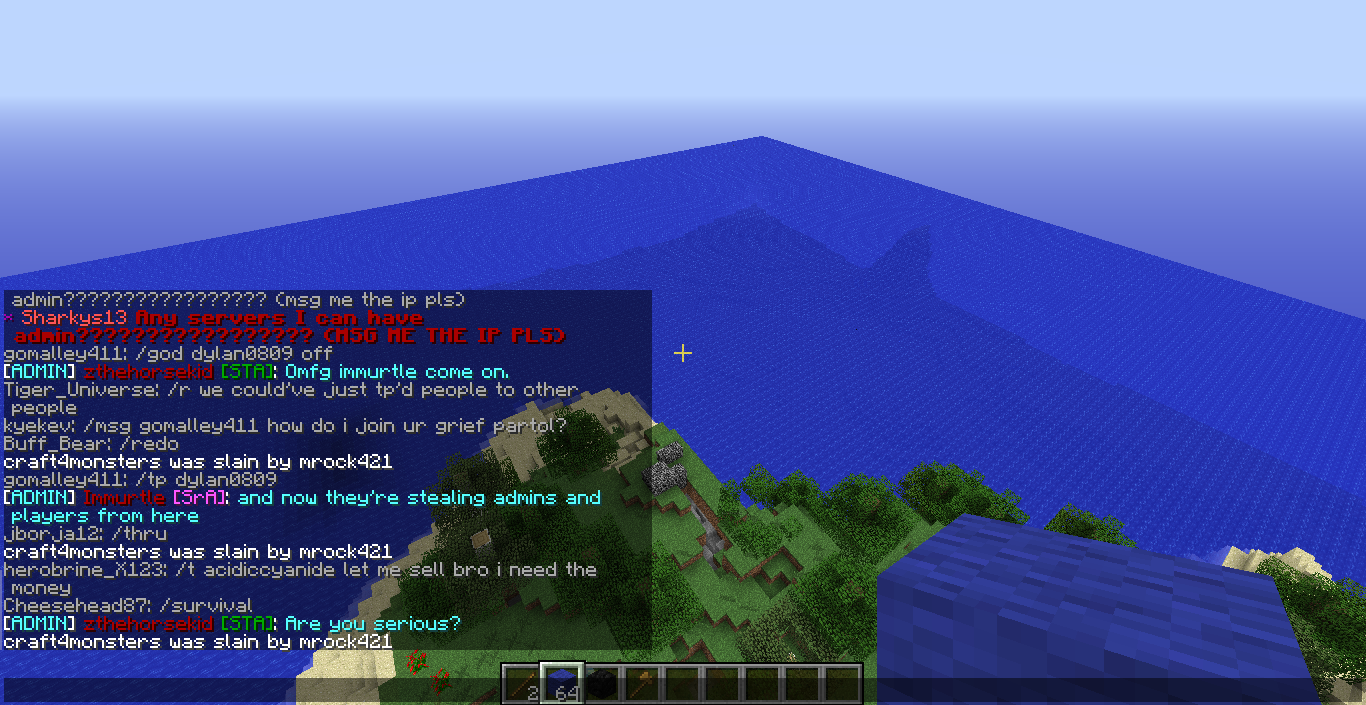 admin????????????????? (msg me the ip pls)
* Sharkys13 Any servers I can have
admin????????????????? (MSG ME THE IP PLS)
gomalley411: /god dylan0809 off
[ADMIN] zthehorsekid [STA]: Omfg immurtle come on.
Tiger_Universe: /r we could've just tp'd people to other
people
kyekev: /msg gomalley411 how do i join ur grief partol?
Buff_Bear: /redo
craft4monsters was slain by mrock421
gomalley411: /tp dylan0809
[ADMIN] Immurtle [SrA]: and now they're stealing admins and
players from here
jborja12: /thru
craft4monsters was slain by mrock421
herobrine_X123: /t acidiccyanide let me sell bro i need the
money
Cheesehead87: /survival
[ADMIN] zthehorsekid [STA]: Are you serious?
craft4monsters was slain by mrock421
2 64